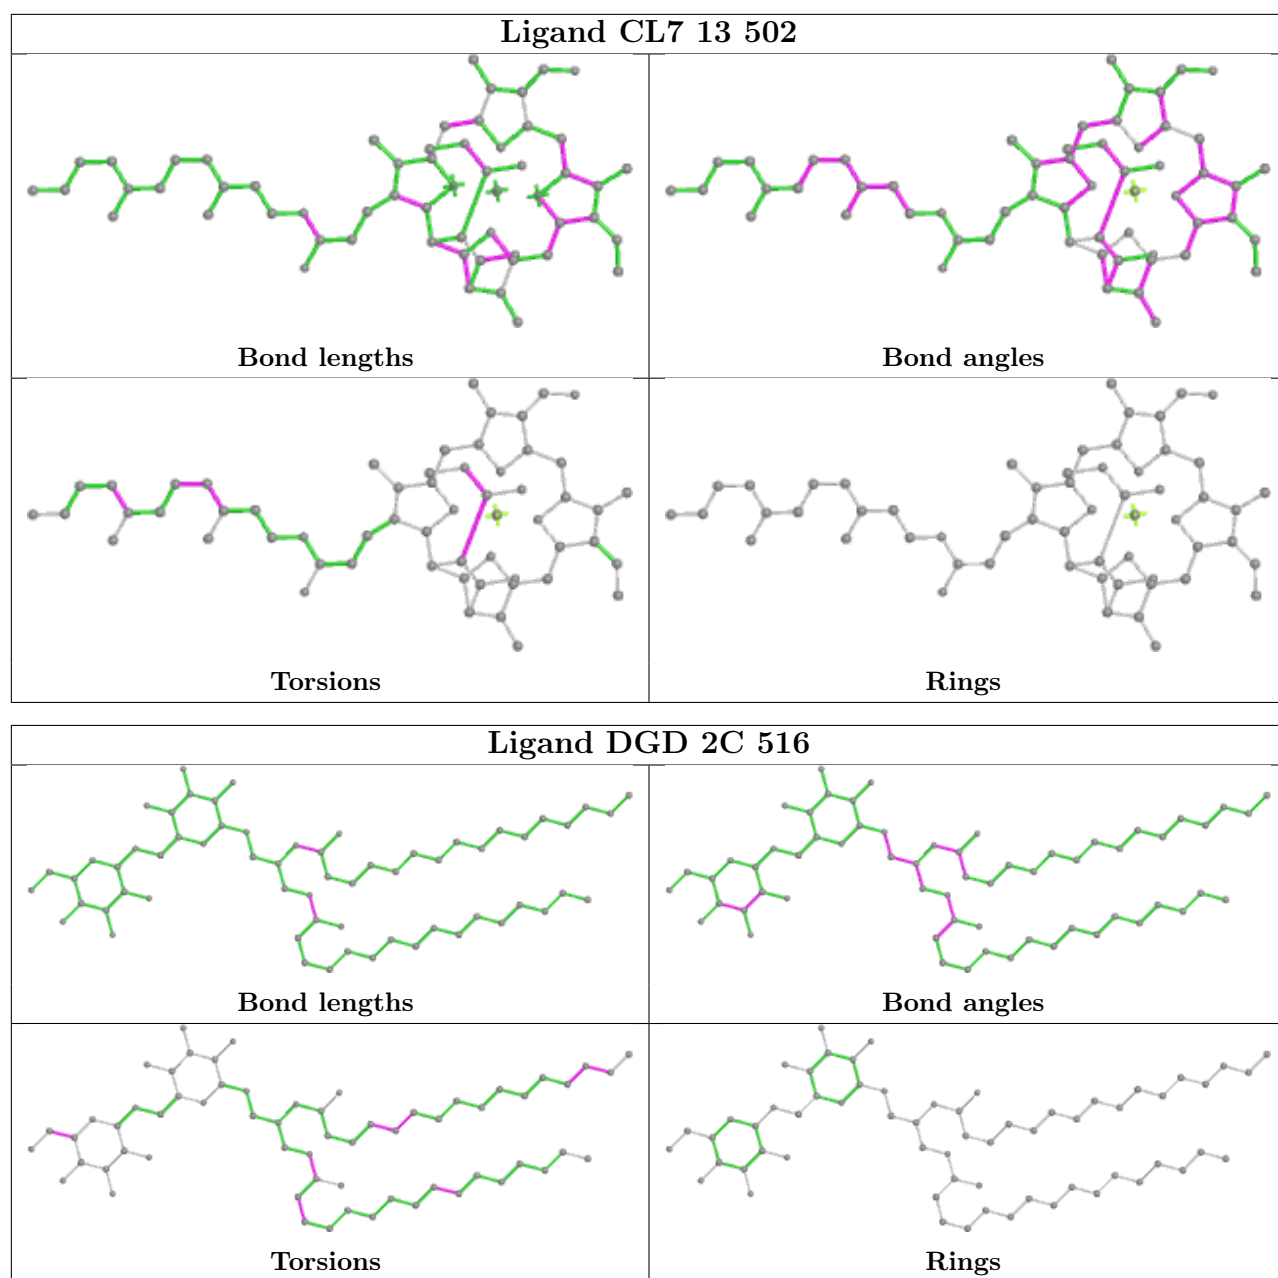 Ligand CL7 13 502
Bond lengths
Bond angles
Torsions
Rings
Ligand DGD 2C 516
Bond lengths
Bond angles
Torsions
Rings